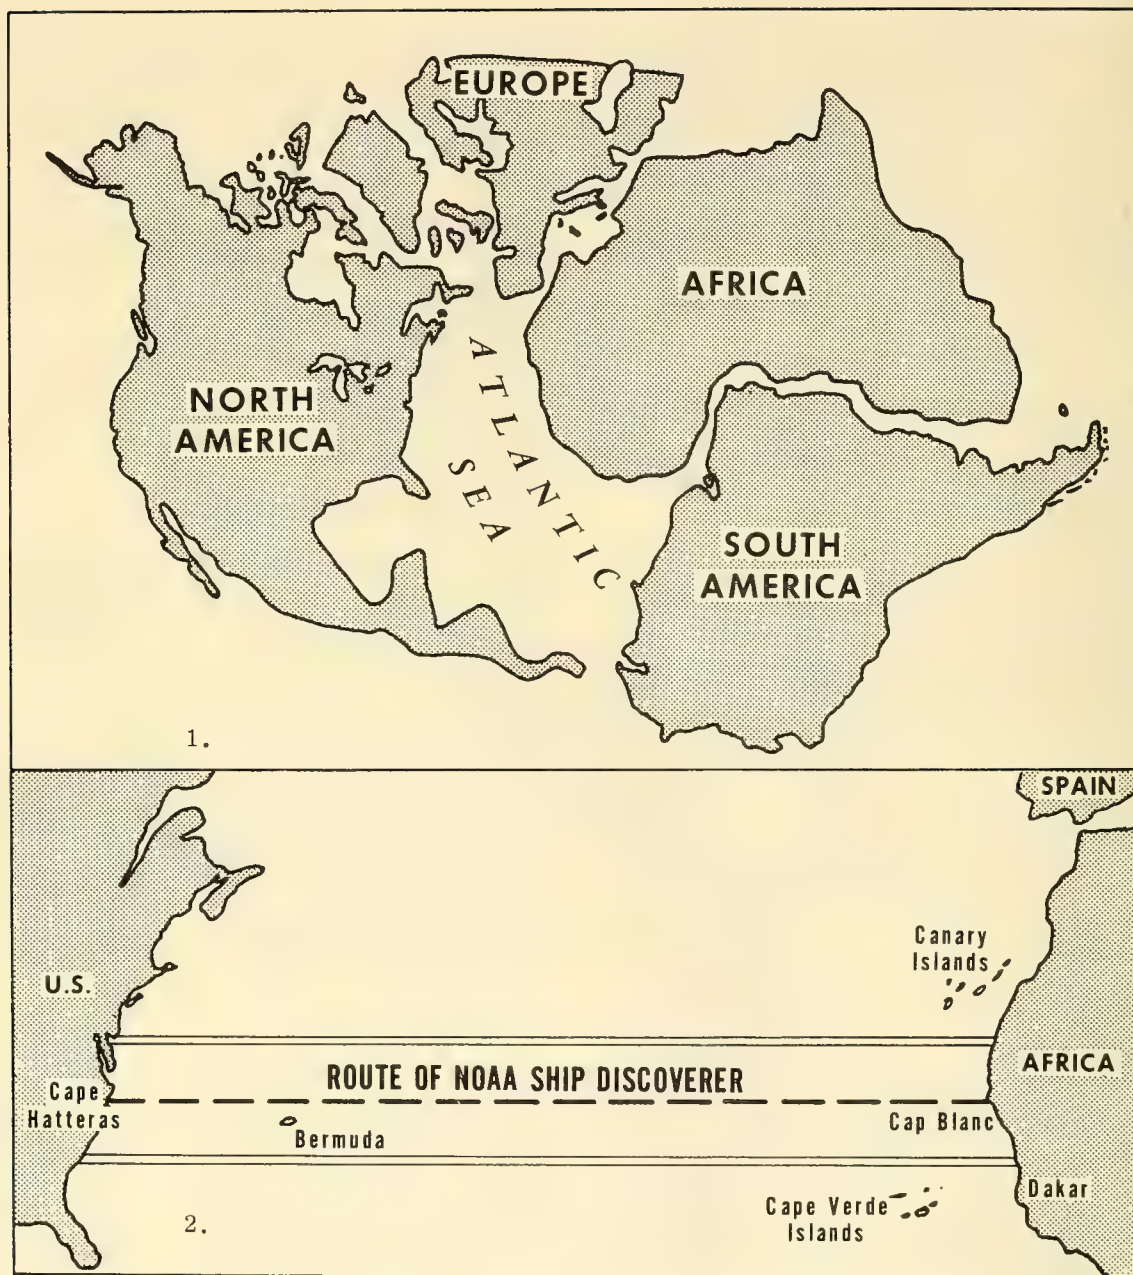 EUROPE
AFRICA
NORTH
AMERICA
ATLANTIC
SEA
SOUTH
AMERICA
1.
SPAIN
Canary
Islands
U.S.
AFRICA
ROUTE OF NOAA SHIP DISCOVERER
Cape
Hatteras
Bermuda
Cap Blanc
Dakar
Cape Verde
Islands
2.